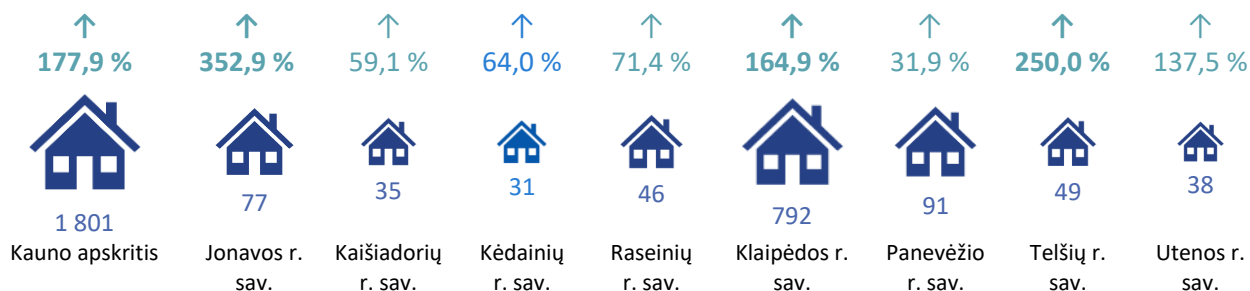 ↑ ↑ ↑ ↑ ↑ ↑ ↑ ↑ ↑
177,9 % 352,9 % 59,1 % 64,0 % 71,4 % 164,9 % 31,9 % 250,0 % 137,5 %
1 801 77 35 31 46 792 91 49 38
Kauno apskritis Jonavos r. Kaišiadorių Kėdainių Raseinių Klaipėdos r. Panevėžio Telšių r. Utenos r.
sav. r. sav. r. sav. r. sav. sav. r. sav. sav. sav.